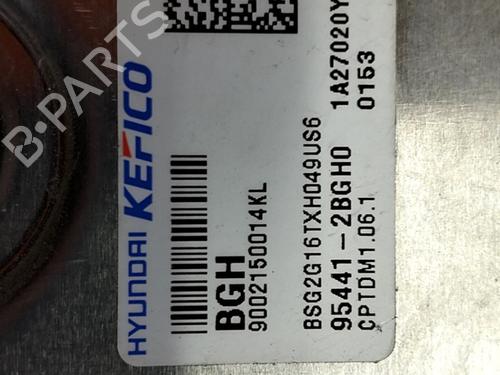 HYUNDAI KEFICO
BGH
9002150014KL
BSG2G16TXH049US6
95441-2BGH0
CPTDM1.06.1
1A27020Y
0153
B-PARTS